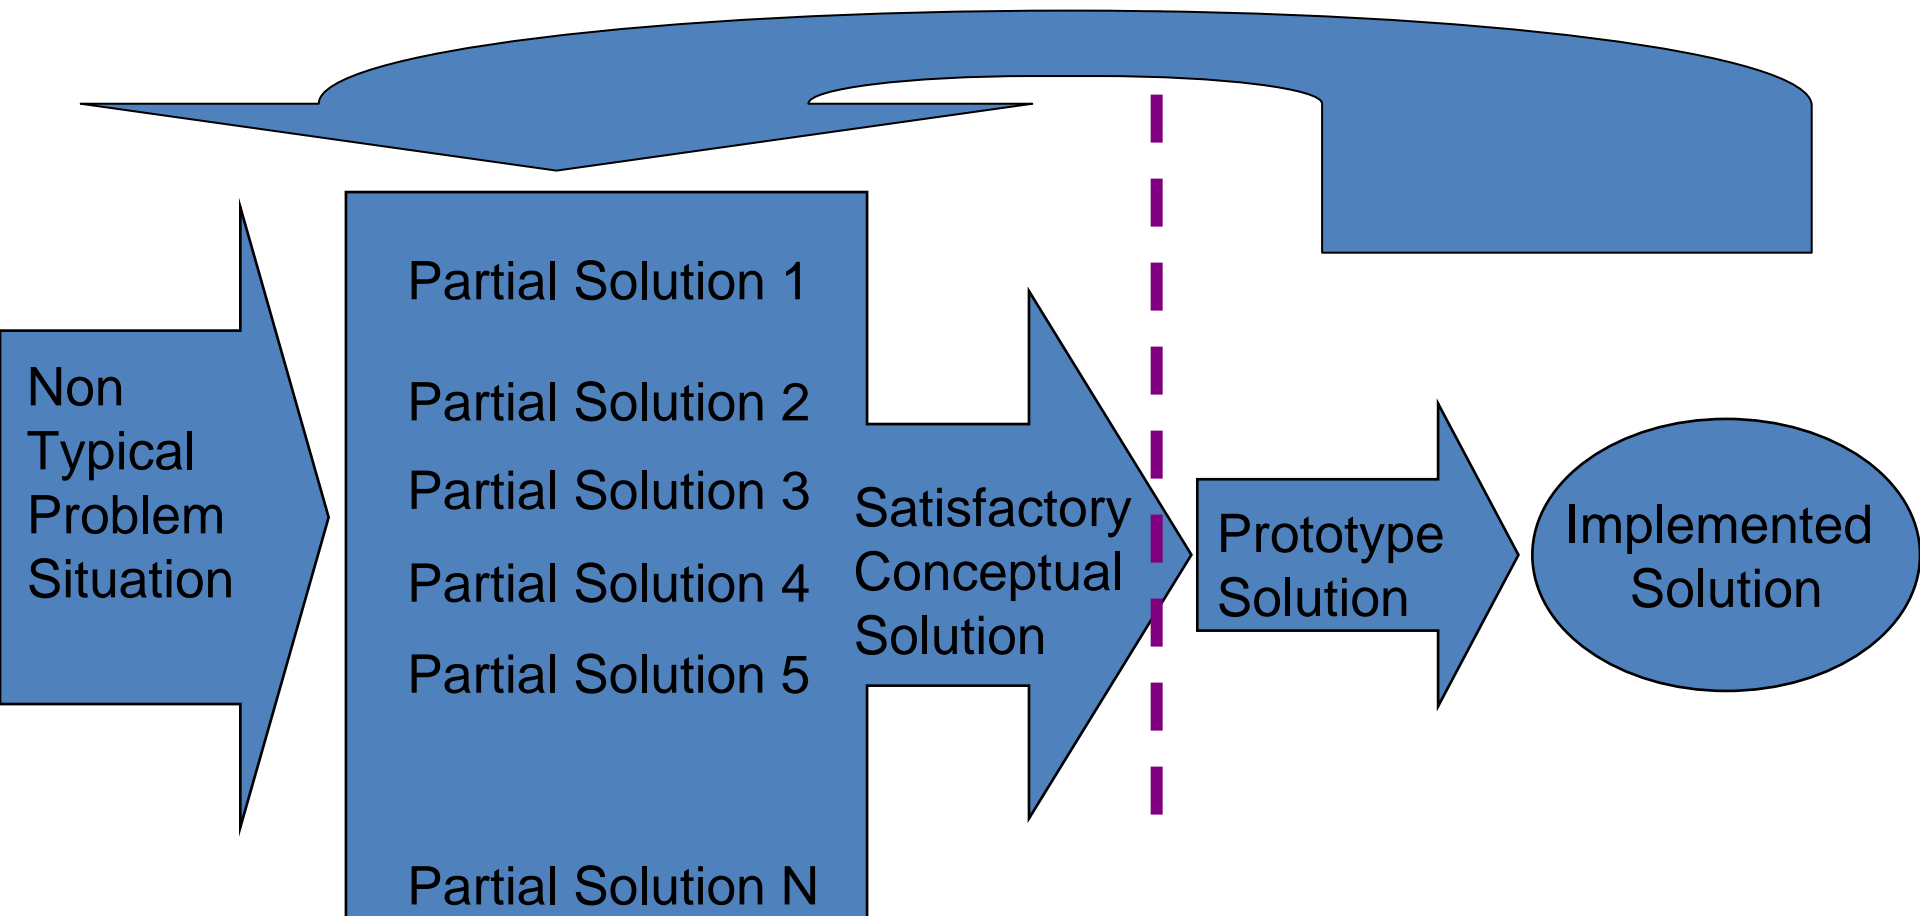 Non
Typical
Problem
Situation
Partial Solution 1
Partial Solution 2
Partial Solution 3
Partial Solution 4
Partial Solution 5
Partial Solution N
Satisfactory
Conceptual
Solution
Prototype
Solution
Implemented
Solution